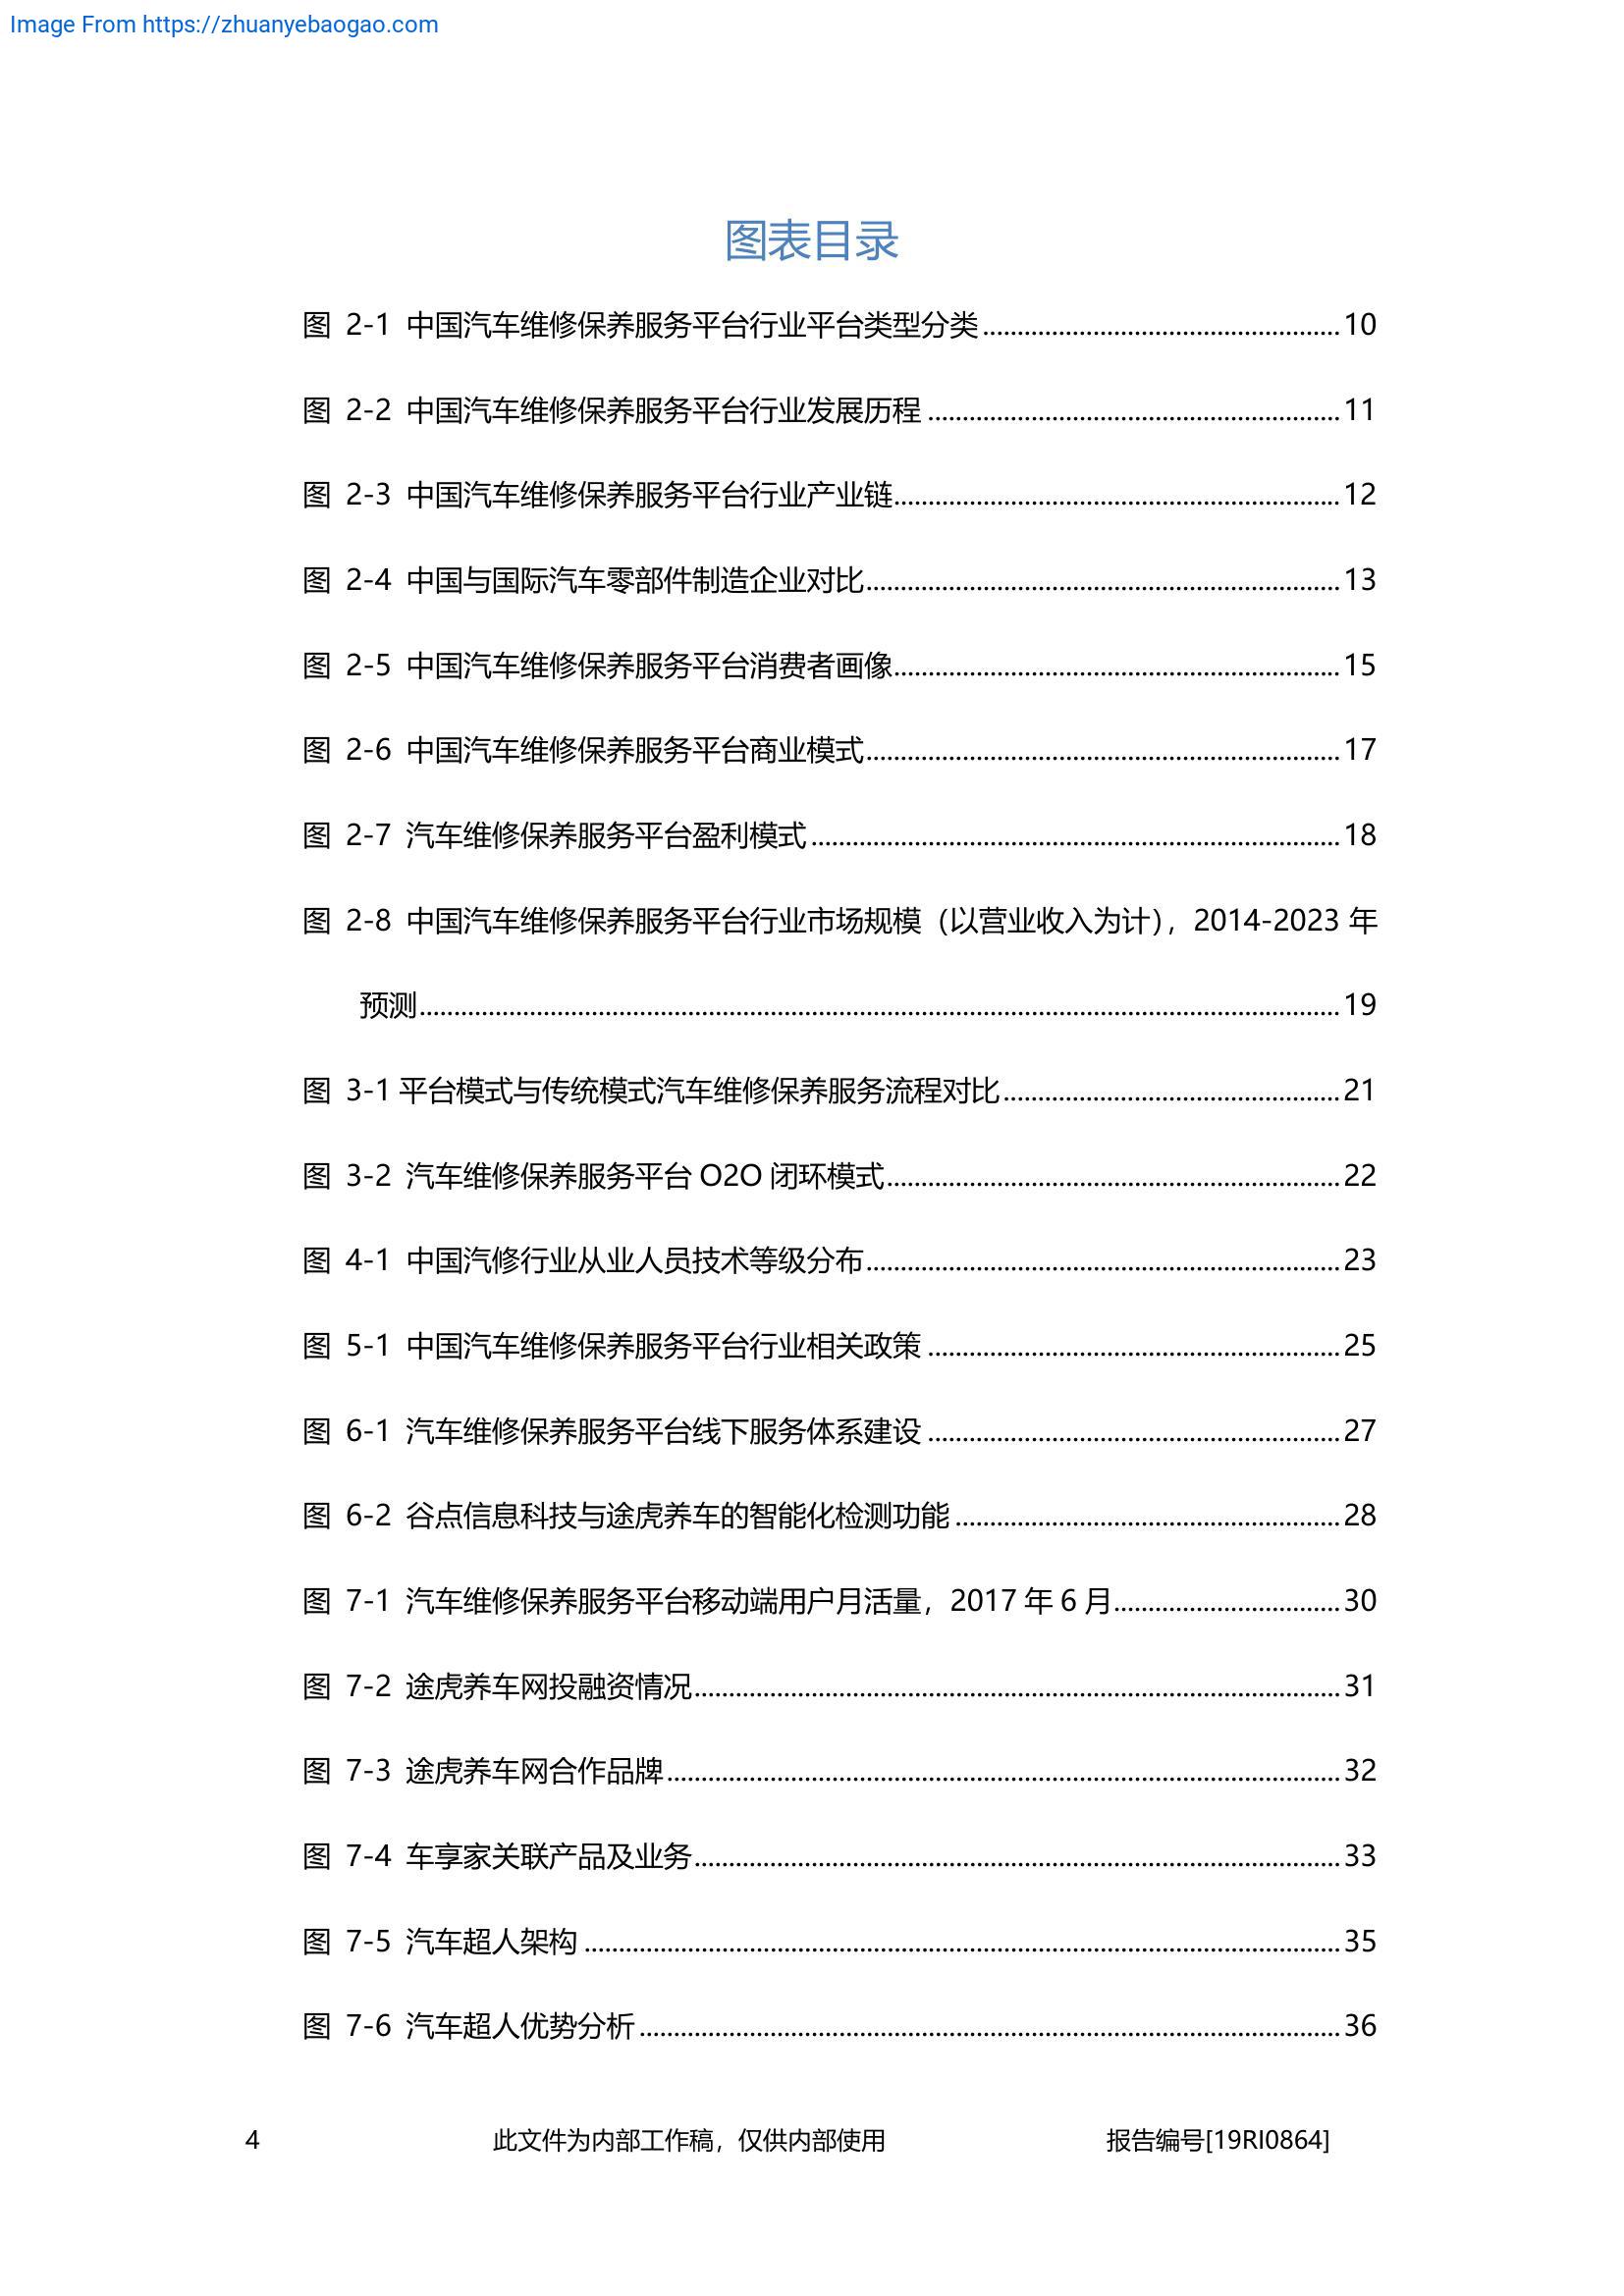 Image From https://zhuanyebaogao.com
图表目录
图 2-1 中国汽车维修保养服务平台行业平台类型分类....................................................10
图 2-2 中国汽车维修保养服务平台行业发展历程............................................................11
图 2-3 中国汽车维修保养服务平台行业产业链................................................................12
图 2-4 中国与国际汽车零部件制造企业对比....................................................................13
图 2-5 中国汽车维修保养服务平台消费者画像................................................................15
图 2-6 中国汽车维修保养服务平台商业模式....................................................................17
图 2-7 汽车维修保养服务平台盈利模式............................................................................18
图 2-8 中国汽车维修保养服务平台行业市场规模（以营业收入为计），2014-2023 年
预测......................................................................................................................................19
图 3-1 平台模式与传统模式汽车维修保养服务流程对比.................................................21
图 3-2 汽车维修保养服务平台 O2O 闭环模式..................................................................22
图 4-1 中国汽修行业从业人员技术等级分布....................................................................23
图 5-1 中国汽车维修保养服务平台行业相关政策............................................................25
图 6-1 汽车维修保养服务平台线下服务体系建设............................................................27
图 6-2 谷点信息科技与途虎养车的智能化检测功能........................................................28
图 7-1 汽车维修保养服务平台移动端用户月活量，2017 年 6 月.................................30
图 7-2 途虎养车网投融资情况..............................................................................................31
图 7-3 途虎养车网合作品牌..................................................................................................32
图 7-4 车享家关联产品及业务..............................................................................................33
图 7-5 汽车超人架构..............................................................................................................35
图 7-6 汽车超人优势分析......................................................................................................36
4 此文件为内部工作稿，仅供内部使用 报告编号[19RI0864]